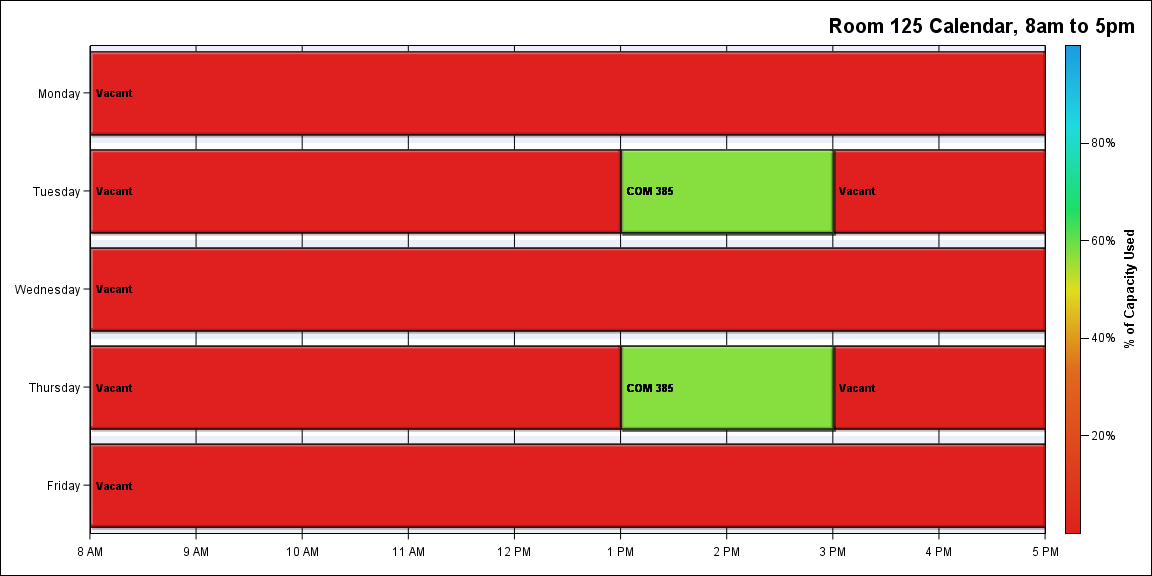 Room 125 Calendar, 8am to 5pm
Monday
Vacant
Tuesday
Vacant
COM 385
Vacant
Wednesday
Vacant
Thursday
Vacant
COM 385
Vacant
Friday
Vacant
8 AM 9 AM 10 AM 11 AM 12 PM 1 PM 2 PM 3 PM 4 PM 5 PM
80%
60%
40%
20%
% of Capacity Used